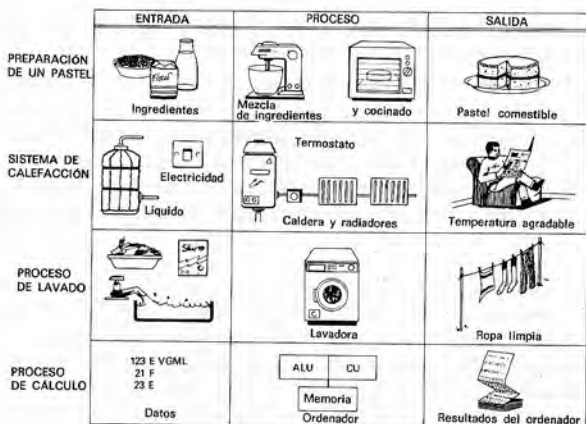 ENTRADA
PROCESO
SALIDA
PREPARACIÓN
DE UN PASTEL
Ingredientes
Mezcla
de ingredientes
y cocinado
Pastel comestible
SISTEMA DE
CALEFACCIÓN
Electricidad
Líquido
Termostato
Caldera y radiadores
Temperatura agradable
PROCESO
DE LAVADO
Lavadora
Ropa limpia
PROCESO
DE CÁLCULO
123 E VGML
21 F
23 E
Datos
ALU
CU
Memoria
Ordenador
Resultados del ordenador